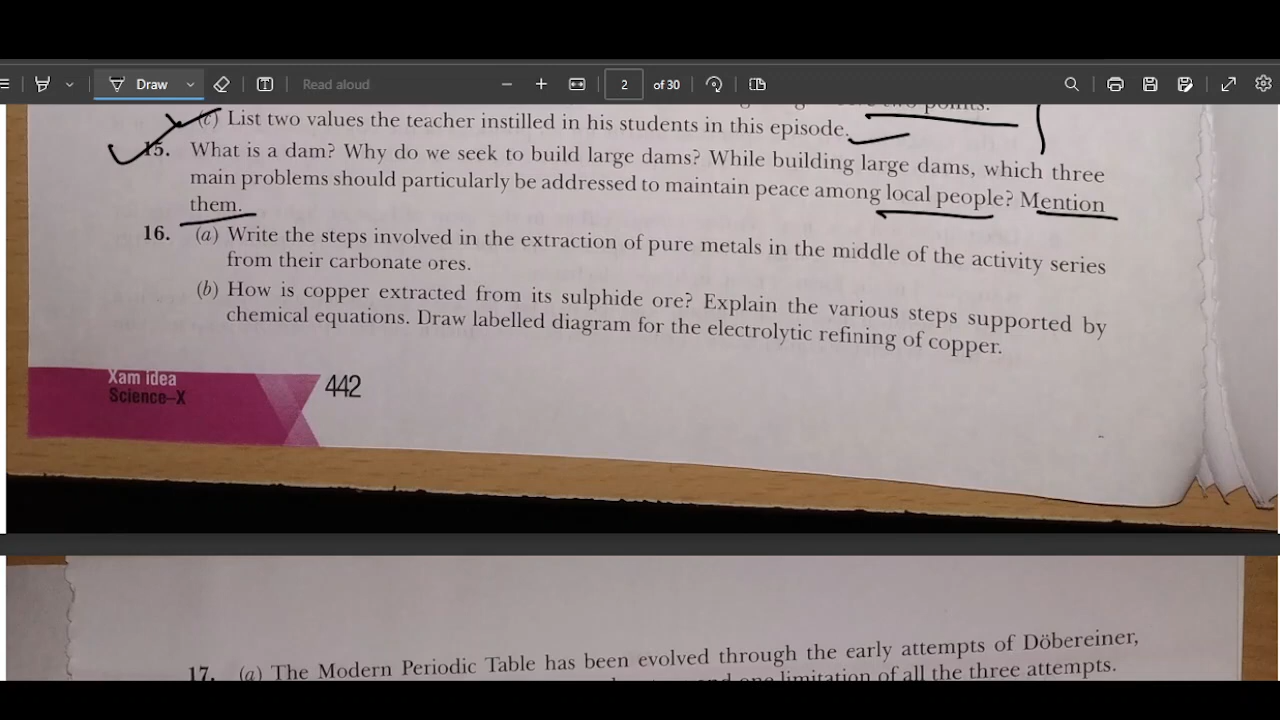 Draw
Read aloud
2 of 30
two points.
(c) List two values the teacher instilled in his students in this episode.
15. What is a dam? Why do we seek to build large dams? While building large dams, which three
main problems should particularly be addressed to maintain peace among local people? Mention
them.
16. (a) Write the steps involved in the extraction of pure metals in the middle of the activity series
from their carbonate ores.
(b) How is copper extracted from its sulphide ore? Explain the various steps supported by
chemical equations. Draw labelled diagram for the electrolytic refining of copper.
Xam idea
Science–X
442
17. (a) The Modern Periodic Table has been evolved through the early attempts of Döbereiner,
one limitation of all the three attempts.